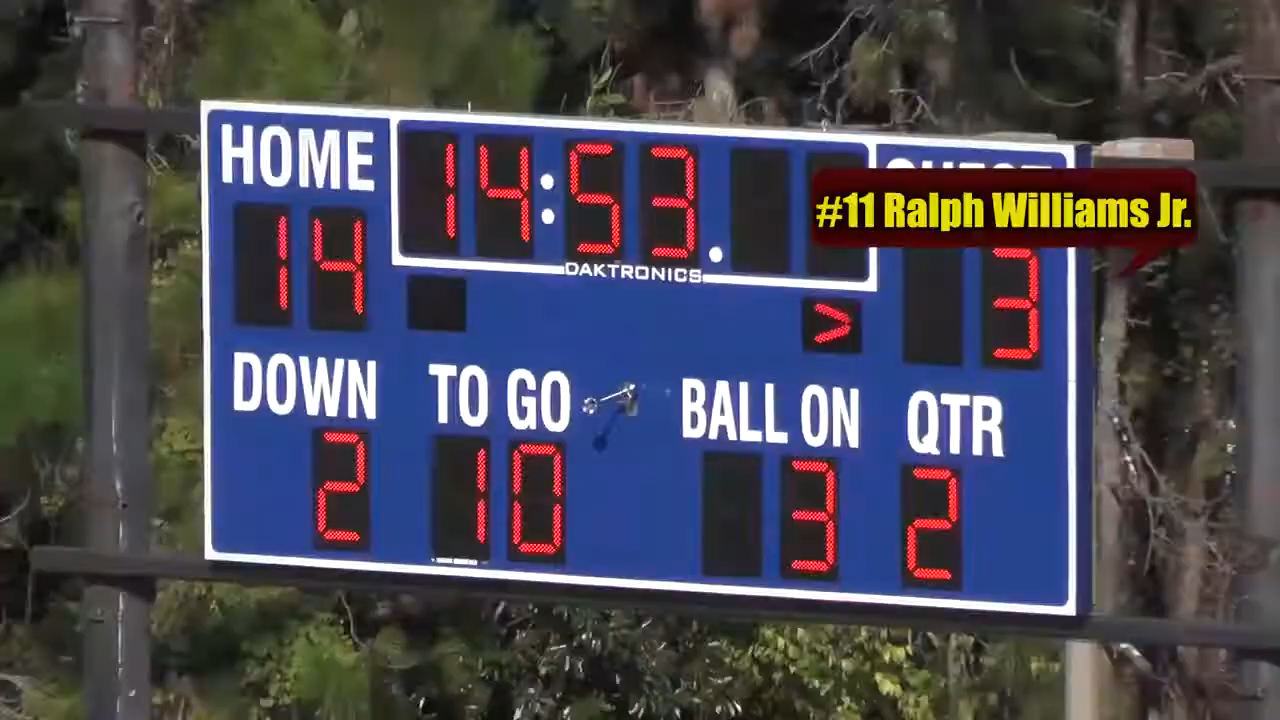 HOME
14:53.
#11 Ralph Williams Jr.
14
3
DAKTRONICS
>
DOWN
TO GO
BALL ON
QTR
2
10
3
2